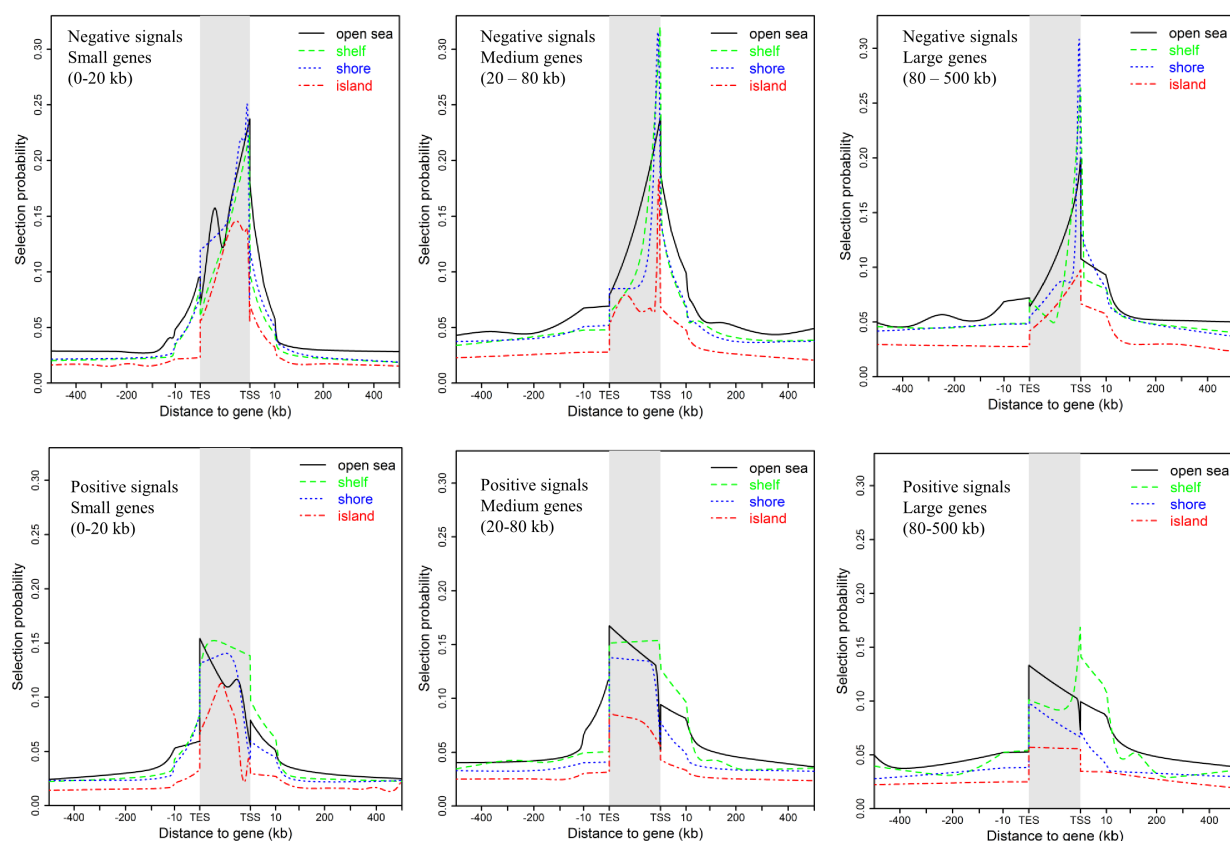 Negative signals
Small genes
(0-20 kb)
open sea
shelf
shore
island
Selection probability
0.00 0.05 0.10 0.15 0.20 0.25 0.30
-400 -200 -10 TES TSS 10 200 400
Distance to gene (kb)
Negative signals
Medium genes
(20 – 80 kb)
open sea
shelf
shore
island
Selection probability
0.00 0.05 0.10 0.15 0.20 0.25 0.30
-400 -200 -10 TES TSS 10 200 400
Distance to gene (kb)
Negative signals
Large genes
(80 – 500 kb)
open sea
shelf
shore
island
Selection probability
0.00 0.05 0.10 0.15 0.20 0.25 0.30
-400 -200 -10 TES TSS 10 200 400
Distance to gene (kb)
Positive signals
Small genes
(0-20 kb)
open sea
shelf
shore
island
Selection probability
0.00 0.05 0.10 0.15 0.20 0.25 0.30
-400 -200 -10 TES TSS 10 200 400
Distance to gene (kb)
Positive signals
Medium genes
(20-80 kb)
open sea
shelf
shore
island
Selection probability
0.00 0.05 0.10 0.15 0.20 0.25 0.30
-400 -200 -10 TES TSS 10 200 400
Distance to gene (kb)
Positive signals
Large genes
(80-500 kb)
open sea
shelf
shore
island
Selection probability
0.00 0.05 0.10 0.15 0.20 0.25 0.30
-400 -200 -10 TES TSS 10 200 400
Distance to gene (kb)